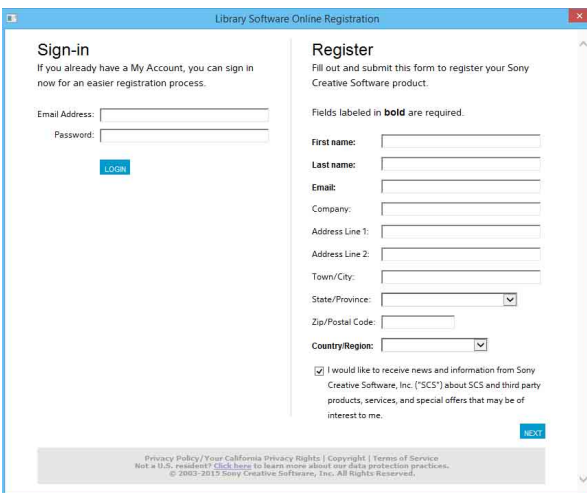 Library Software Online Registration
Sign-in
If you already have a My Account, you can sign in
now for an easier registration process.
Email Address:
Password:
LOGIN
Register
Fill out and submit this form to register your Sony
Creative Software product.
Fields labeled in bold are required.
First name:
Last name:
Email:
Company:
Address Line 1:
Address Line 2:
Town/City:
State/Province:
Zip/Postal Code:
Country/Region:
I would like to receive news and information from Sony
Creative Software, Inc. ("SCS") about SCS and third party
products, services, and special offers that may be of
interest to me.
NEXT
Privacy Policy/Your California Privacy Rights | Copyright | Terms of Service
Not a U.S. resident? Click here to learn more about our data protection practices.
© 2003-2015 Sony Creative Software, Inc. All Rights Reserved.